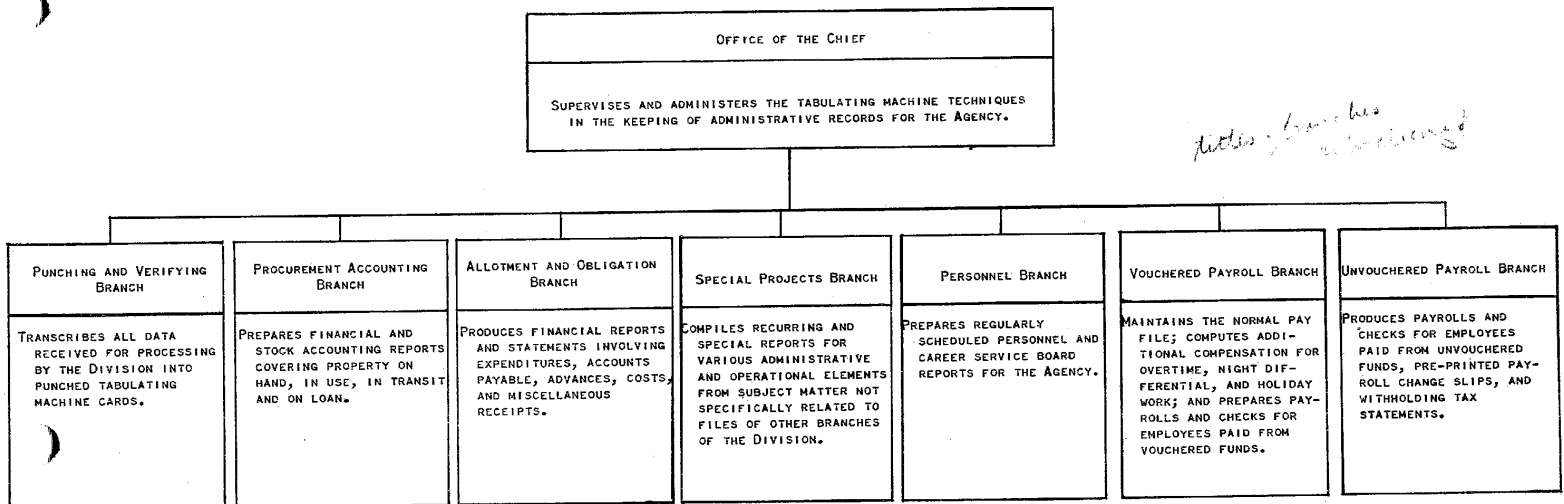 OFFICE OF THE CHIEF
SUPERVISES AND ADMINISTERS THE TABULATING MACHINE TECHNIQUES
IN THE KEEPING OF ADMINISTRATIVE RECORDS FOR THE AGENCY.
titles
PUNCHING AND VERIFYING
BRANCH
TRANSCRIBES ALL DATA
RECEIVED FOR PROCESSING
BY THE DIVISION INTO
PUNCHED TABULATING
MACHINE CARDS.
PROCUREMENT ACCOUNTING
BRANCH
PREPARES FINANCIAL AND
STOCK ACCOUNTING REPORTS
COVERING PROPERTY ON
HAND, IN USE, IN TRANSIT
AND ON LOAN.
ALLOTMENT AND OBLIGATION
BRANCH
PRODUCES FINANCIAL REPORTS
AND STATEMENTS INVOLVING
EXPENDITURES, ACCOUNTS
PAYABLE, ADVANCES, COSTS,
AND MISCELLANEOUS
RECEIPTS.
SPECIAL PROJECTS BRANCH
COMPILES RECURRING AND
SPECIAL REPORTS FOR
VARIOUS ADMINISTRATIVE
AND OPERATIONAL ELEMENTS
FROM SUBJECT MATTER NOT
SPECIFICALLY RELATED TO
FILES OF OTHER BRANCHES
OF THE DIVISION.
PERSONNEL BRANCH
PREPARES REGULARLY
SCHEDULED PERSONNEL AND
CAREER SERVICE BOARD
REPORTS FOR THE AGENCY.
VOUCHERED PAYROLL BRANCH
MAINTAINS THE NORMAL PAY
FILE; COMPUTES ADDI-
TIONAL COMPENSATION FOR
OVERTIME, NIGHT DIF-
FERENTIAL, AND HOLIDAY
WORK; AND PREPARES PAY-
ROLLS AND CHECKS FOR
EMPLOYEES PAID FROM
VOUCHERED FUNDS.
UNVOUCHERED PAYROLL BRANCH
PRODUCES PAYROLLS AND
CHECKS FOR EMPLOYEES
PAID FROM UNVOUCHERED
FUNDS, PRE-PRINTED PAY-
ROLL CHANGE SLIPS, AND
WITHHOLDING TAX
STATEMENTS.